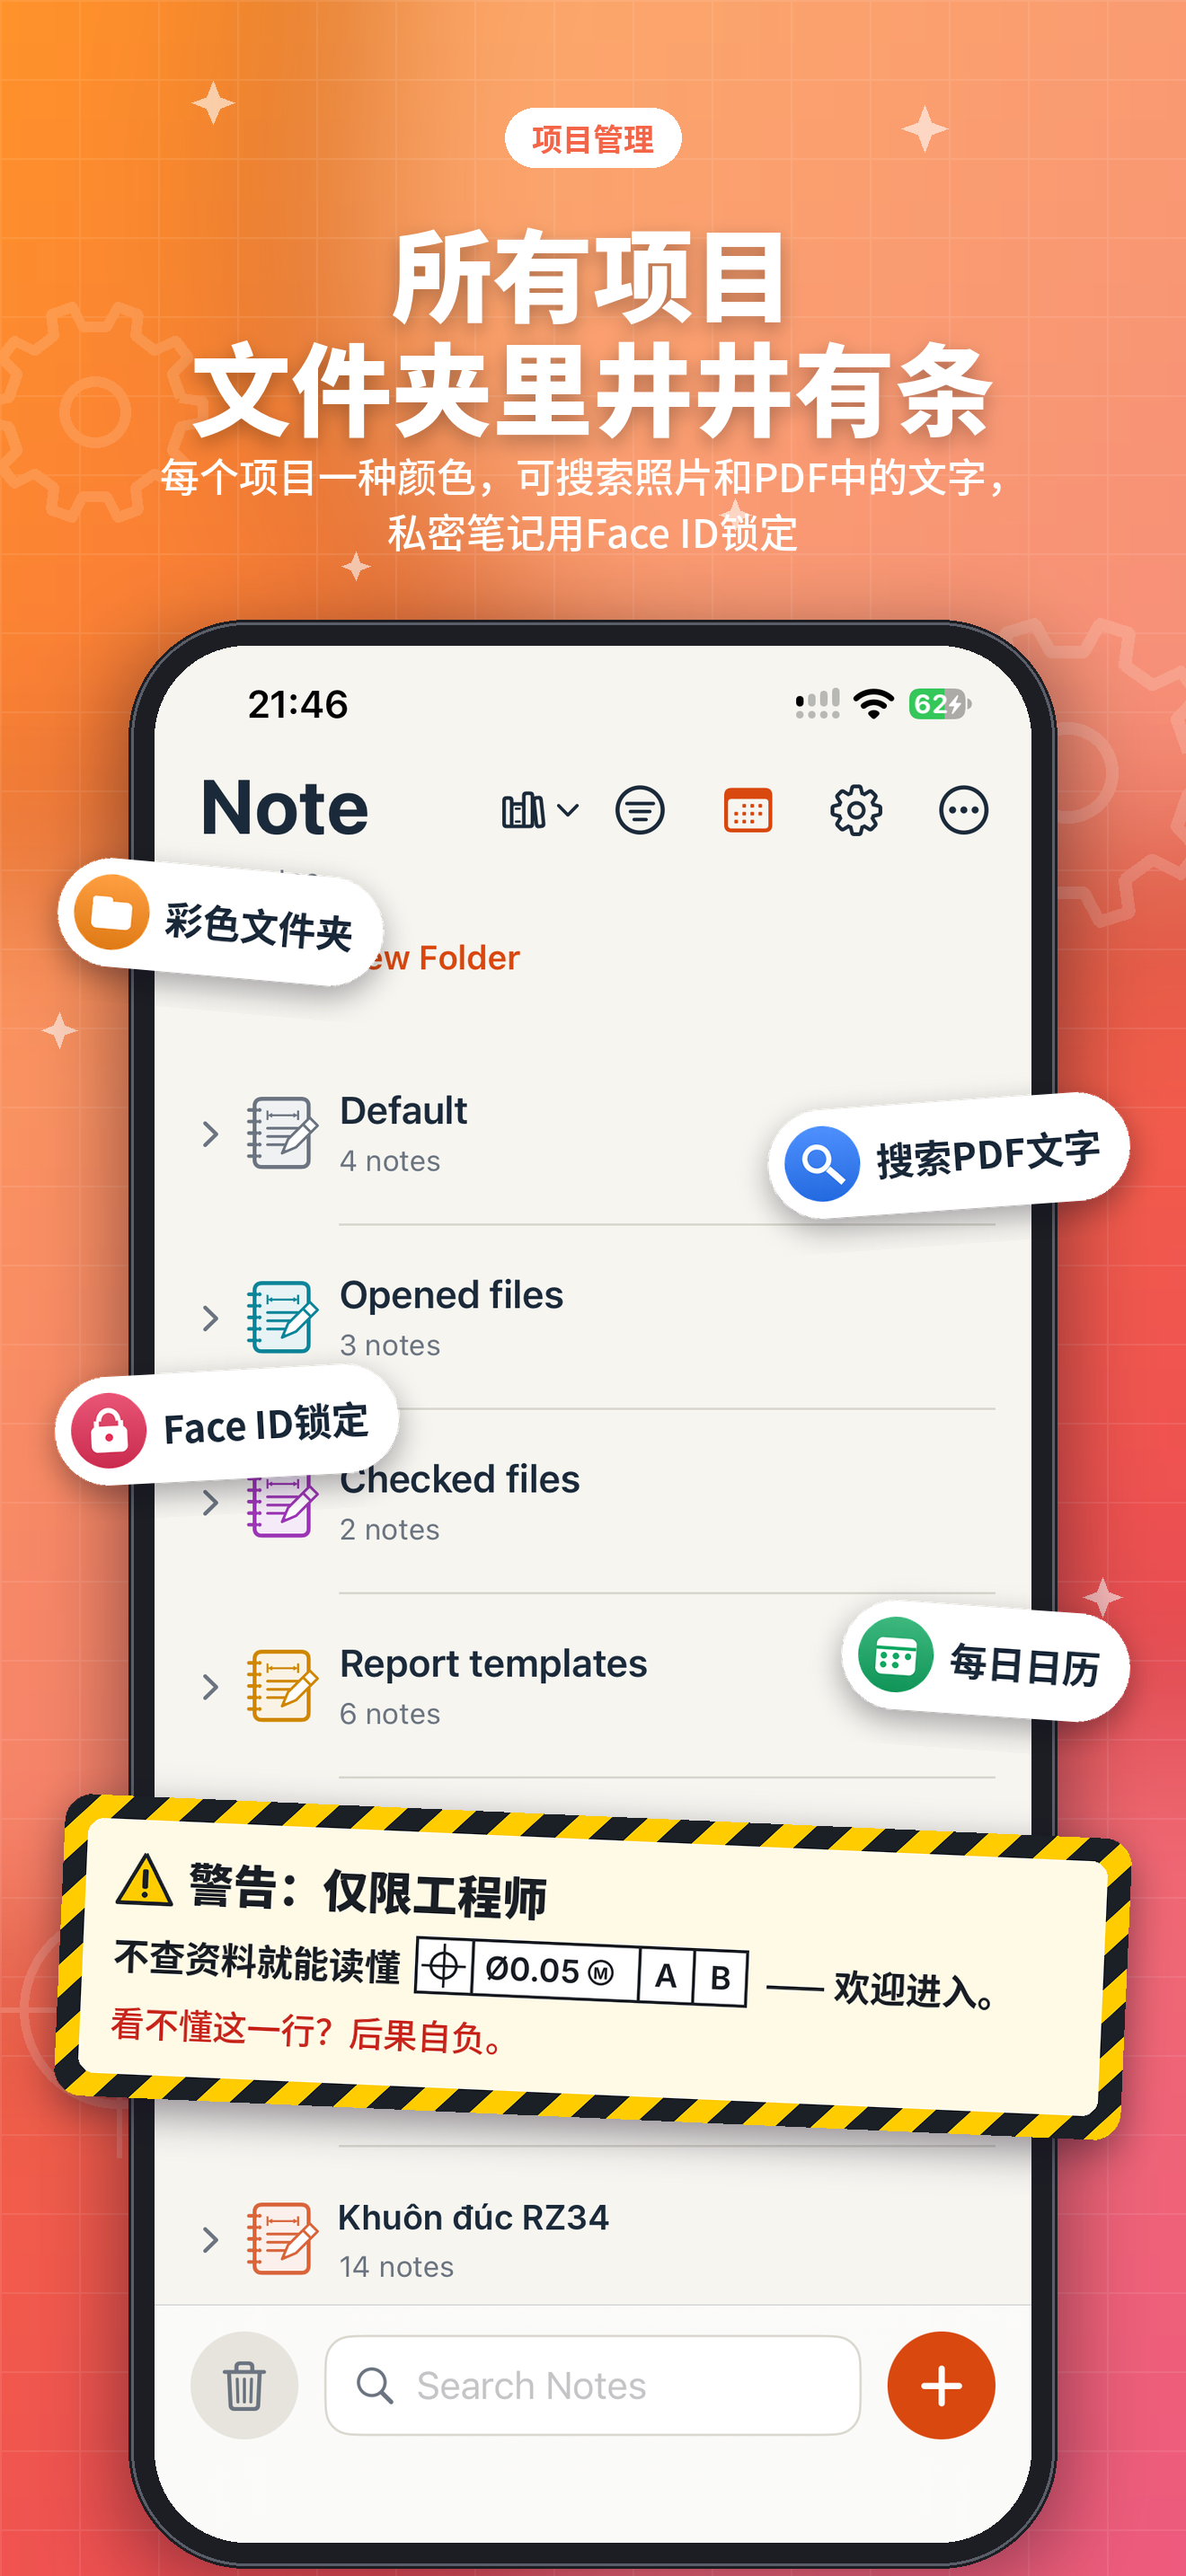 项目管理
所有项目
文件夹里井井有条
每个项目一种颜色，可搜索照片和PDF中的文字，
私密笔记用Face ID锁定
21:46
62
Note
彩色文件夹
ew Folder
Default
4 notes
搜索PDF文字
Opened files
3 notes
Face ID锁定
Checked files
2 notes
Report templates
6 notes
每日日历
警告：仅限工程师
不查资料就能读懂 Ø0.05 Ⓜ A B —— 欢迎进入。
看不懂这一行？后果自负。
Khuôn đúc RZ34
14 notes
Search Notes